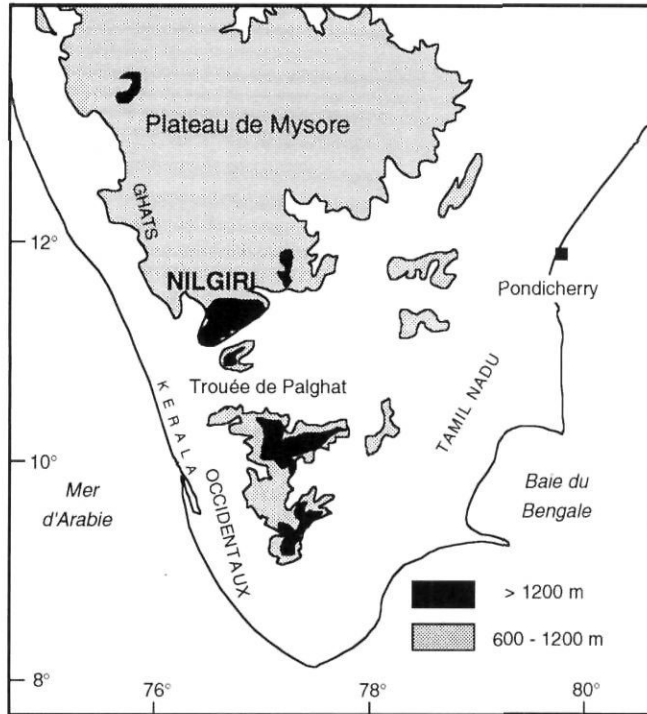 Plateau de Mysore
GHATS
12°
NILGIRI
Pondicherry
Trouée de Palghat
KERALA
TAMIL NADU
10°
OCCIDENTAUX
Mer
d'Arabie
Baie du
Bengale
> 1200 m
600 - 1200 m
8°
76°
78°
80°